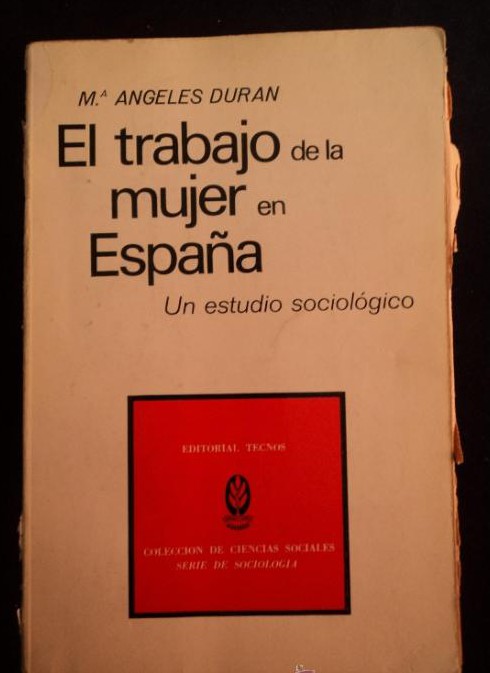 M.ª ANGELES DURAN
El trabajo de la
mujer en
España
Un estudio sociológico
EDITORIAL TECNOS
COLECCION DE CIENCIAS SOCIALES
SERIE DE SOCIOLOGIA